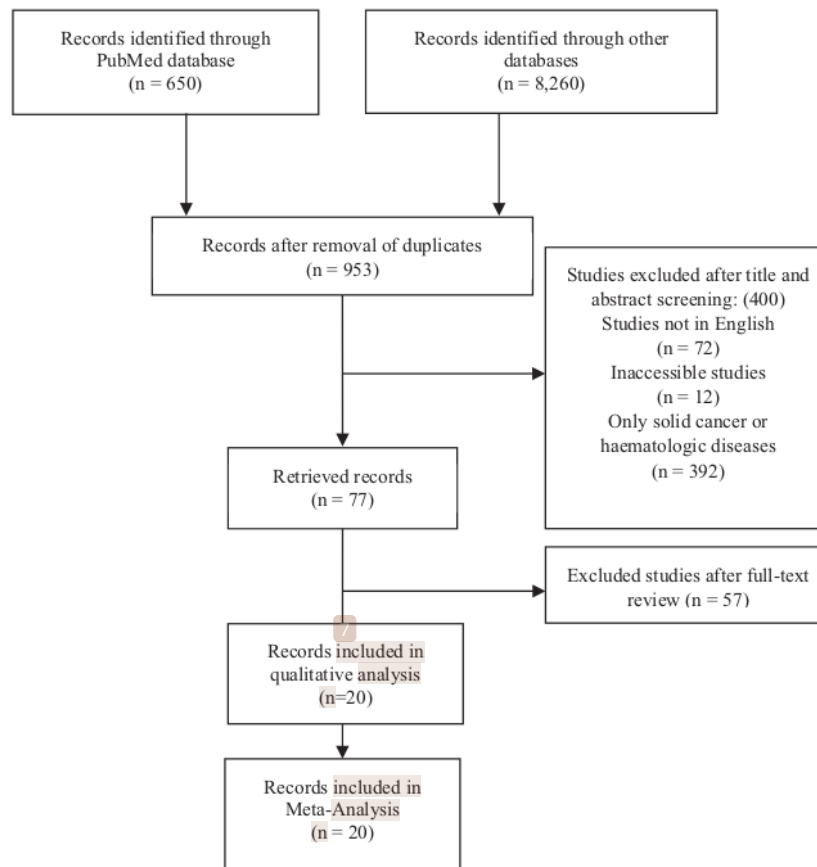 Records identified through
PubMed database
(n = 650)
Records identified through other
databases
(n = 8,260)
Records after removal of duplicates
(n = 953)
Studies excluded after title and
abstract screening: (400)
Studies not in English
(n = 72)
Inaccessible studies
(n = 12)
Only solid cancer or
haematologic diseases
(n = 392)
Retrieved records
(n = 77)
Excluded studies after full-text
review (n = 57)
7
Records included in
qualitative analysis
(n=20)
Records included in
Meta-Analysis
(n = 20)